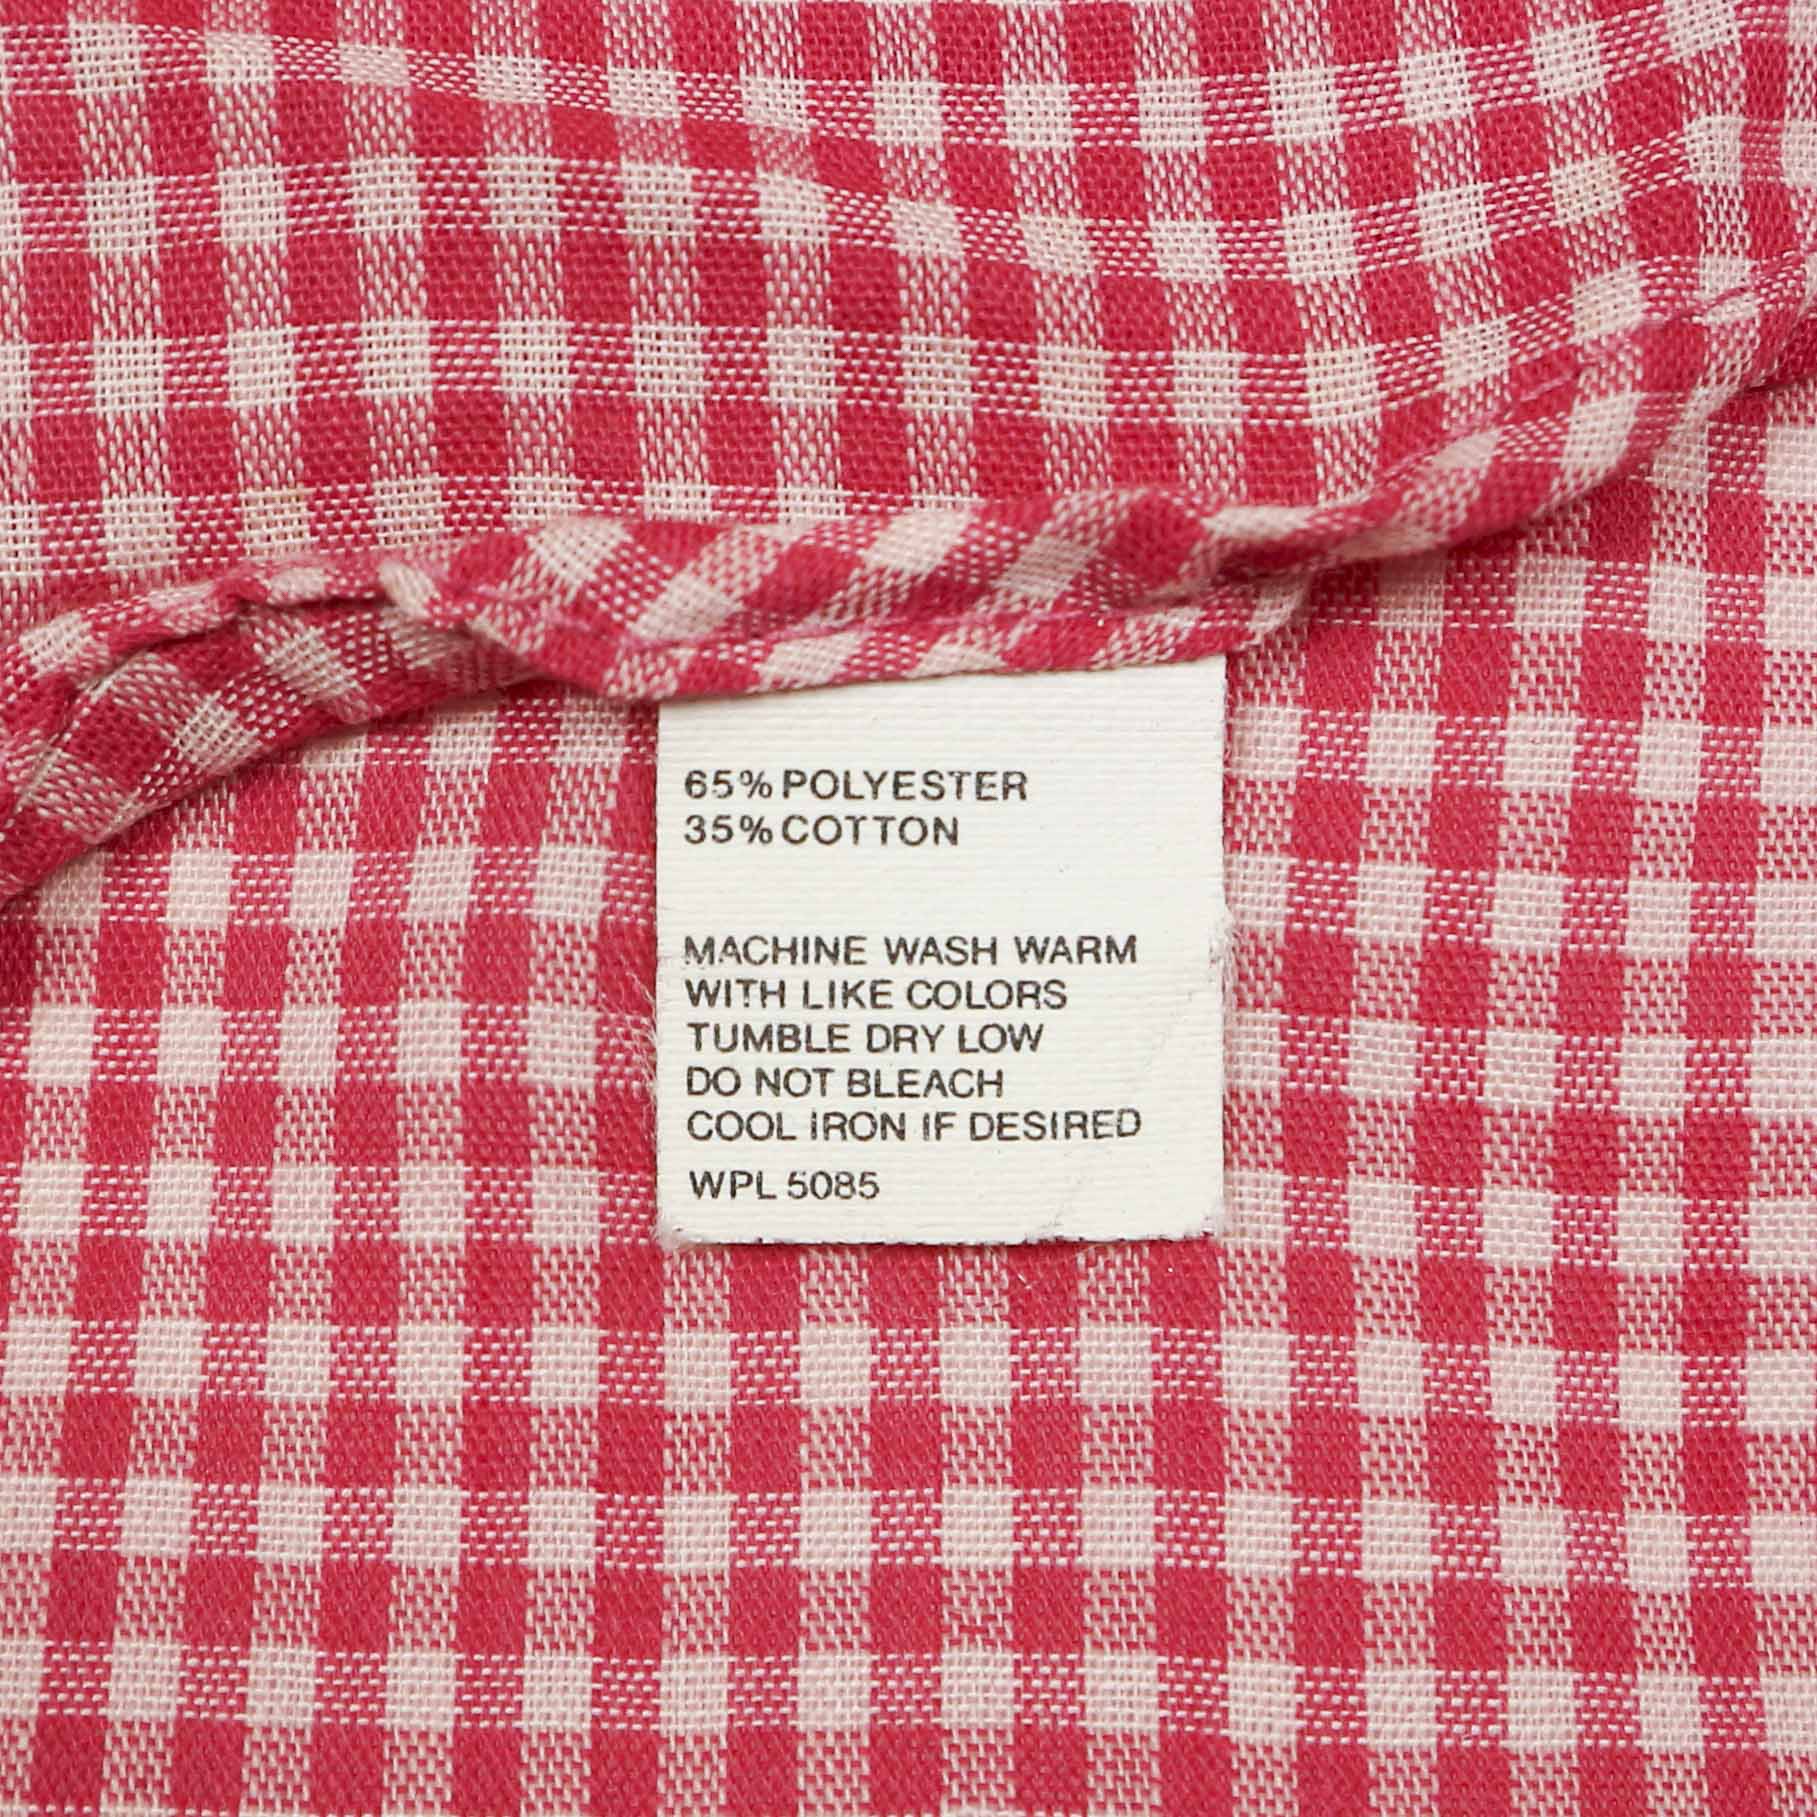 65% POLYESTER
35% COTTON
MACHINE WASH WARM
WITH LIKE COLORS
TUMBLE DRY LOW
DO NOT BLEACH
COOL IRON IF DESIRED
WPL 5085